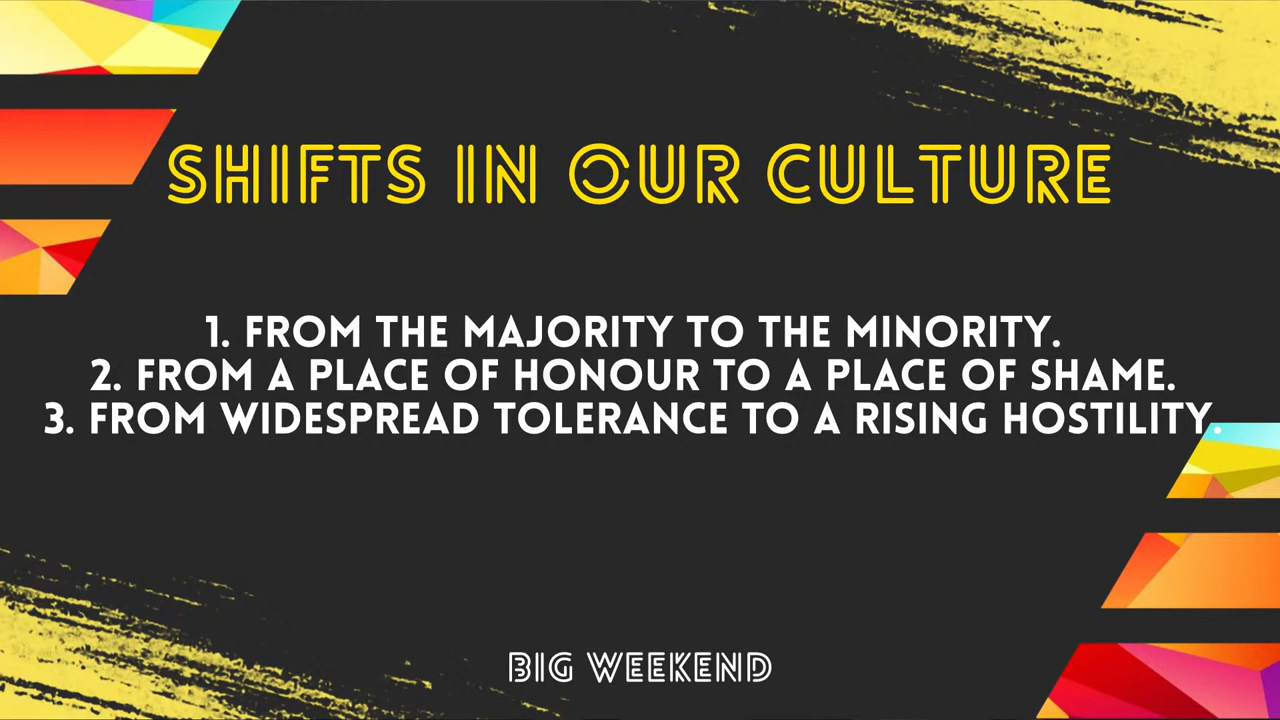 SHIFTS IN OUR CULTURE
1. FROM THE MAJORITY TO THE MINORITY.
2. FROM A PLACE OF HONOUR TO A PLACE OF SHAME.
3. FROM WIDESPREAD TOLERANCE TO A RISING HOSTILITY.
BIG WEEKEND